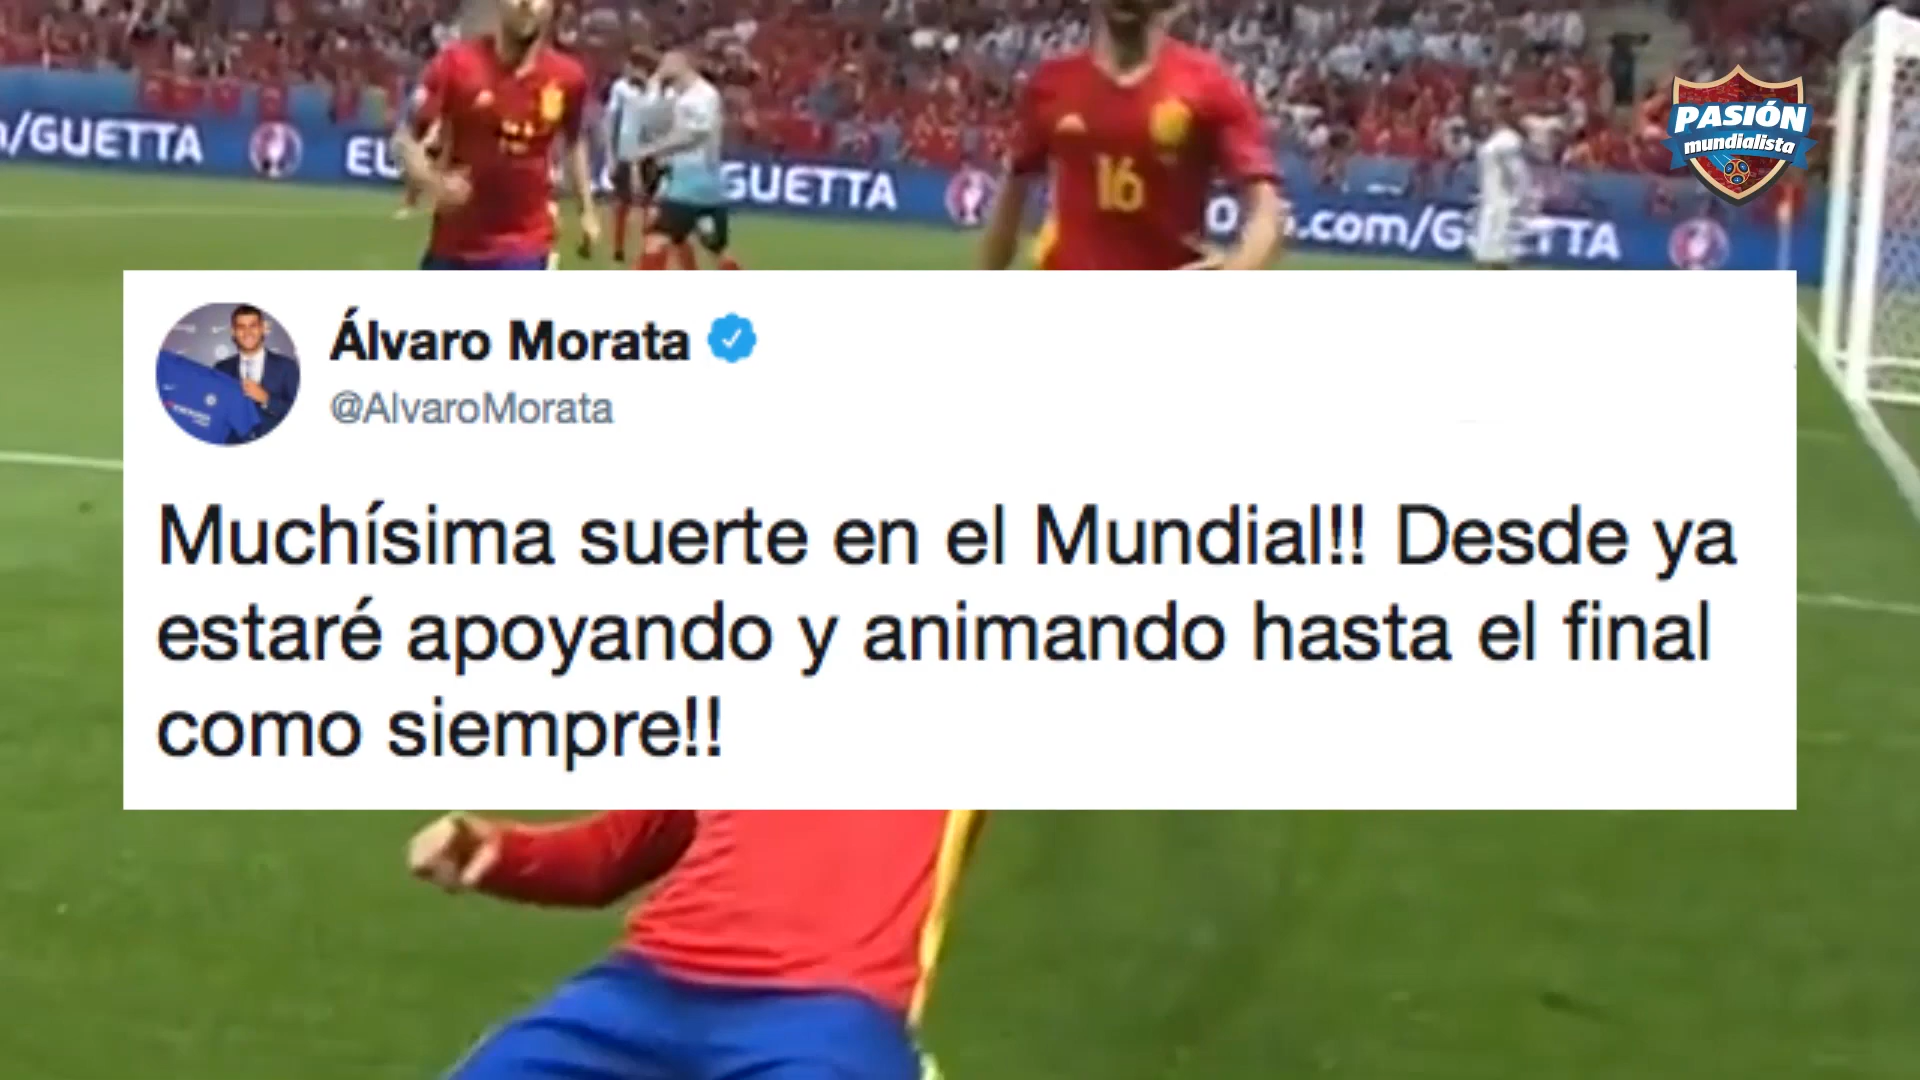 PASIÓN
mundialista
/GUETTA
GUETTA
.com/G
16
Álvaro Morata
@AlvaroMorata
Muchísima suerte en el Mundial!! Desde ya
estaré apoyando y animando hasta el final
como siempre!!